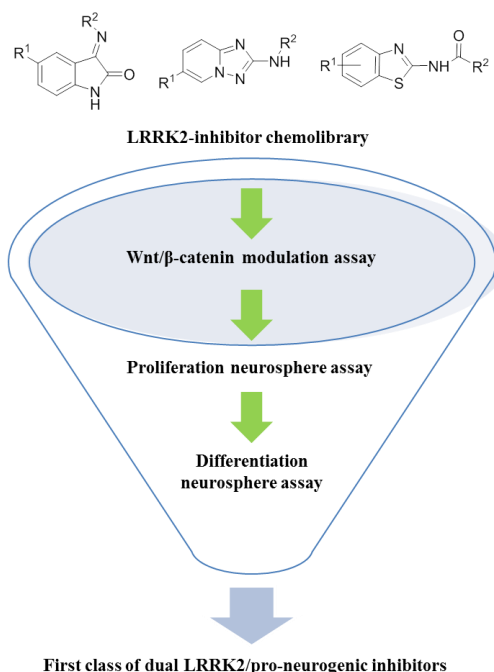 R¹ N R² O N H
R¹ N N N NH R²
R¹ N S NH O R²
LRRK2-inhibitor chemolibrary
Wnt/β-catenin modulation assay
Proliferation neurosphere assay
Differentiation
neurosphere assay
First class of dual LRRK2/pro-neurogenic inhibitors